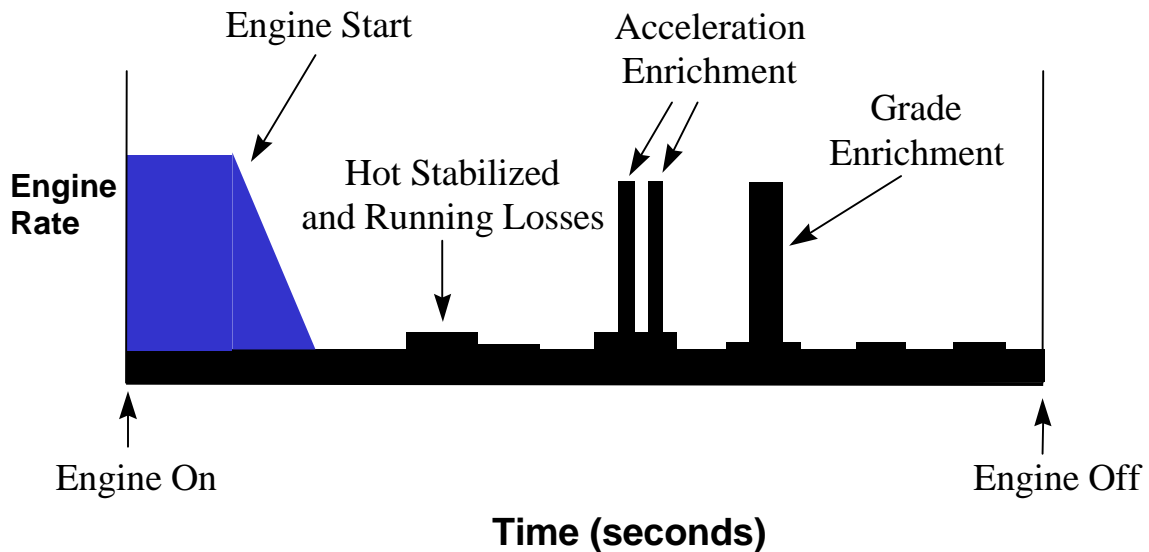 Engine Start
Acceleration
Enrichment
Grade
Enrichment
Hot Stabilized
and Running Losses
Engine
Rate
Engine On
Engine Off
Time (seconds)